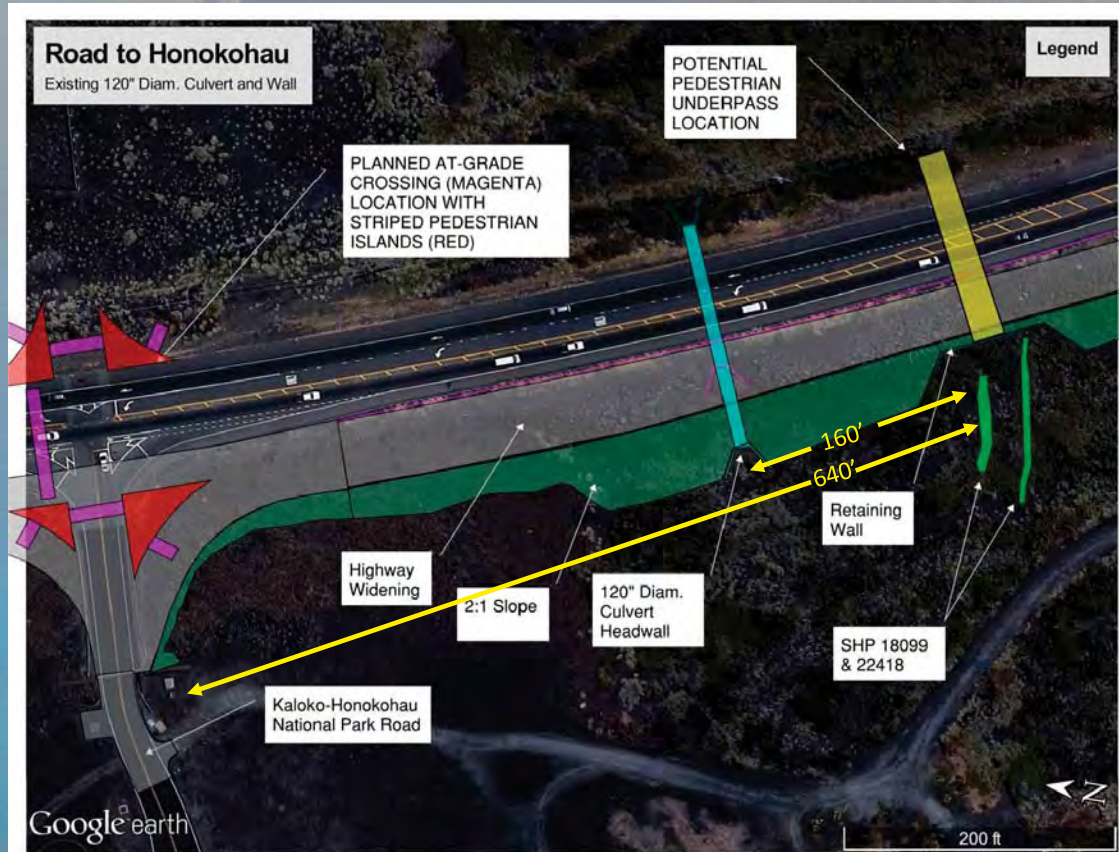 Road to Honokohau
Existing 120" Diam. Culvert and Wall
Legend
POTENTIAL
PEDESTRIAN
UNDERPASS
LOCATION
PLANNED AT-GRADE
CROSSING (MAGENTA)
LOCATION WITH
STRIPED PEDESTRIAN
ISLANDS (RED)
160'
640'
Retaining
Wall
Highway
Widening
2:1 Slope
120" Diam.
Culvert
Headwall
SHP 18099
& 22418
Kaloko-Honokohau
National Park Road
N
Google earth
200 ft